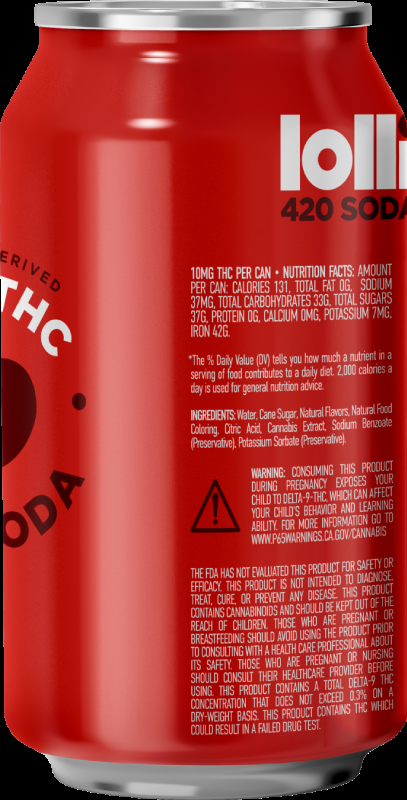 lolli
420 SODA
ERIVED
THC
SODA
10MG THC PER CAN • NUTRITION FACTS: AMOUNT
PER CAN: CALORIES 131, TOTAL FAT 0G, SODIUM
37MG, TOTAL CARBOHYDRATES 33G, TOTAL SUGARS
37G, PROTEIN 0G, CALCIUM 0MG, POTASSIUM 7MG,
IRON 42G.
*The % Daily Value (DV) tells you how much a nutrient in a
serving of food contributes to a daily diet. 2,000 calories a
day is used for general nutrition advice.
INGREDIENTS: Water, Cane Sugar, Natural Flavors, Natural Food
Coloring, Citric Acid, Cannabis Extract, Sodium Benzoate
(Preservative), Potassium Sorbate (Preservative).
WARNING: CONSUMING THIS PRODUCT
DURING PREGNANCY EXPOSES YOUR
CHILD TO DELTA-9-THC, WHICH CAN AFFECT
YOUR CHILD'S BEHAVIOR AND LEARNING
ABILITY. FOR MORE INFORMATION GO TO
WWW.P65WARNINGS.CA.GOV/CANNABIS
THE FDA HAS NOT EVALUATED THIS PRODUCT FOR SAFETY OR
EFFICACY. THIS PRODUCT IS NOT INTENDED TO DIAGNOSE,
TREAT, CURE, OR PREVENT ANY DISEASE. THIS PRODUCT
CONTAINS CANNABINOIDS AND SHOULD BE KEPT OUT OF THE
REACH OF CHILDREN. THOSE WHO ARE PREGNANT OR
BREASTFEEDING SHOULD AVOID USING THE PRODUCT PRIOR
TO CONSULTING WITH A HEALTH CARE PROFESSIONAL ABOUT
ITS SAFETY. THOSE WHO ARE PREGNANT OR NURSING
SHOULD CONSULT THEIR HEALTHCARE PROVIDER BEFORE
USING. THIS PRODUCT CONTAINS A TOTAL DELTA-9 THC
CONCENTRATION THAT DOES NOT EXCEED 0.3% ON A
DRY-WEIGHT BASIS. THIS PRODUCT CONTAINS THC WHICH
COULD RESULT IN A FAILED DRUG TEST.